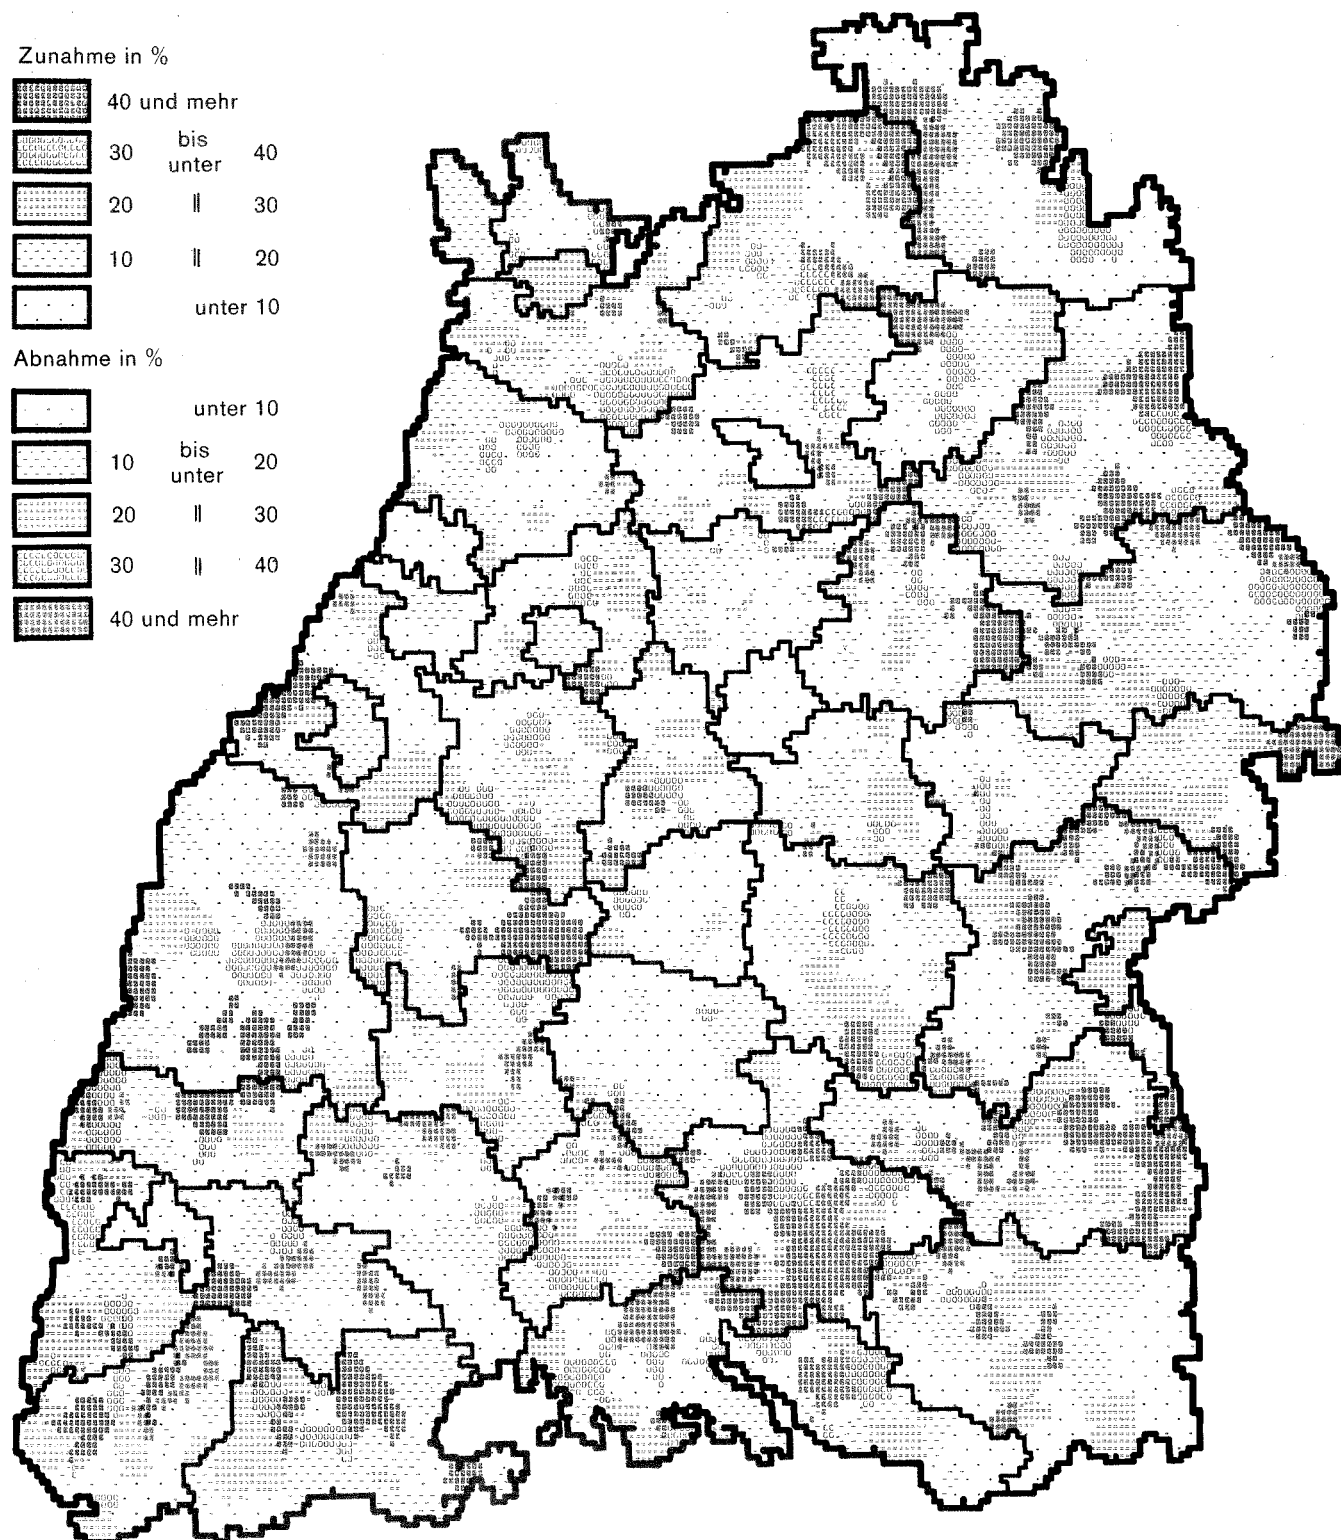 Zunahme in %
40 und mehr
30 bis unter 40
20 || 30
10 || 20
unter 10
Abnahme in %
unter 10
10 bis unter 20
20 || 30
30 || 40
40 und mehr